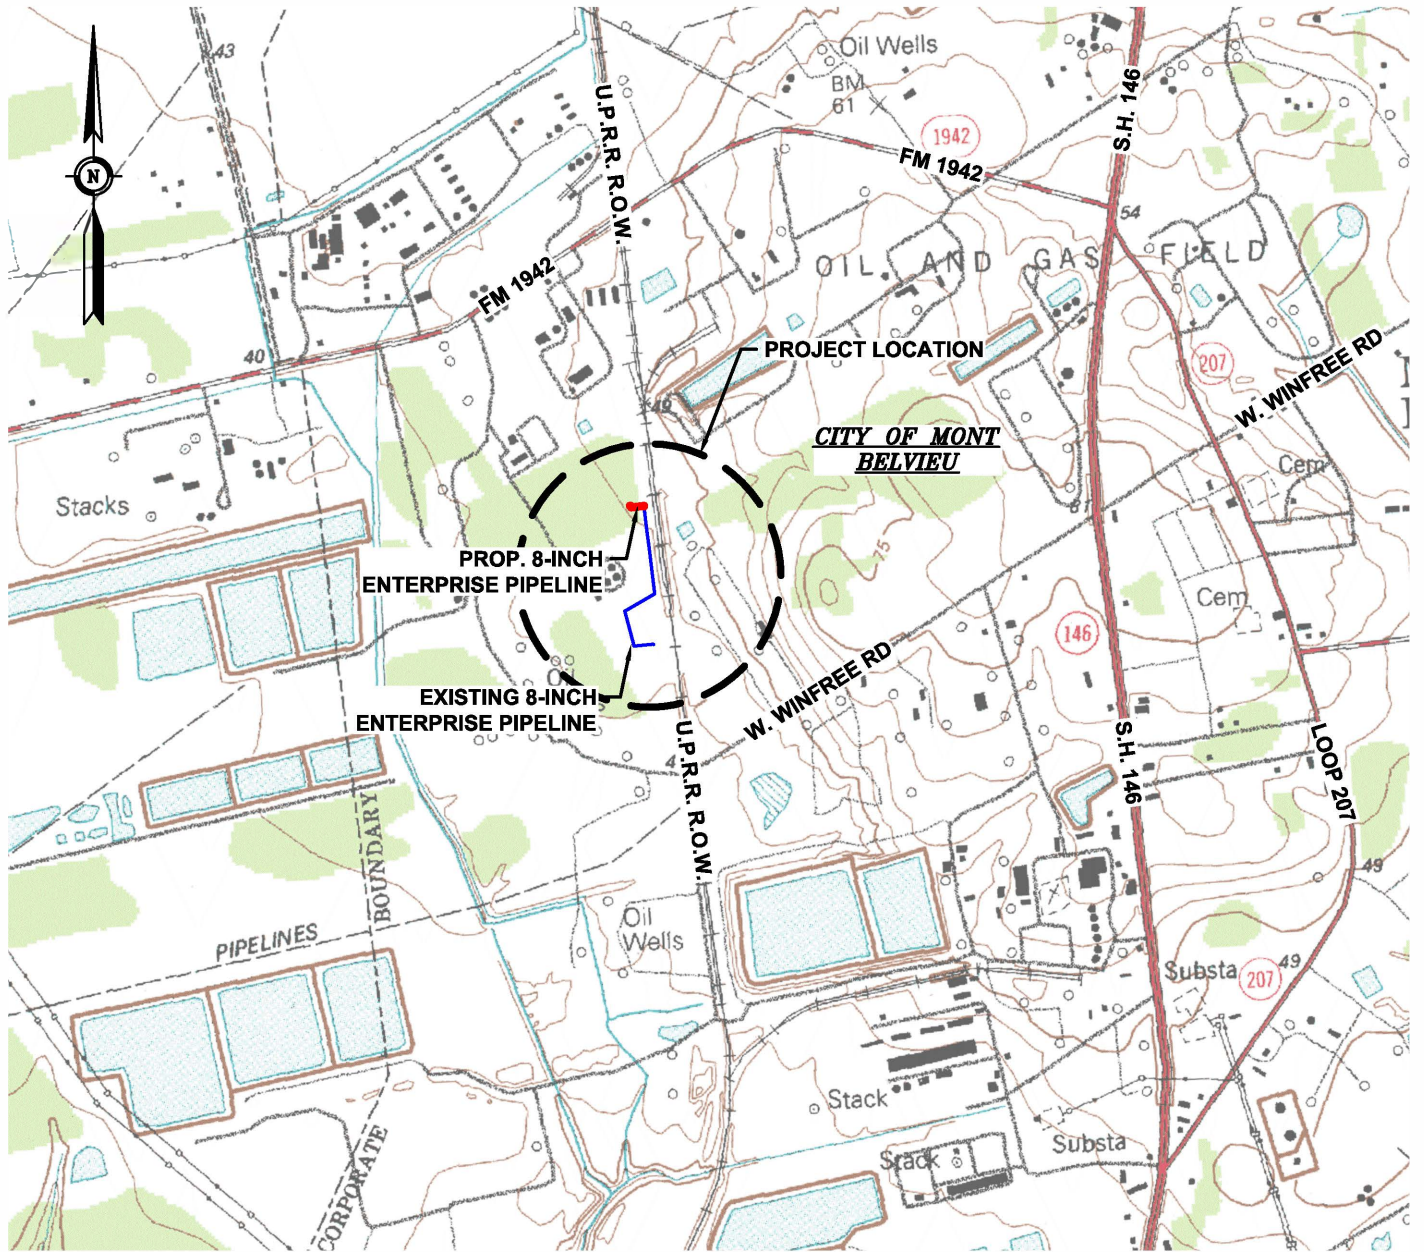 43
Oil Wells
BM
61
S.H. 146
U.P.R.R. R.O.W.
1942
FM 1942
N
54
OIL AND GAS FIELD
FM 1942
40
PROJECT LOCATION
207
W. WINFREE RD
49
CITY OF MONT
BELVIEU
Cem
Stacks
81
75
PROP. 8-INCH
ENTERPRISE PIPELINE
Cem
146
W. WINFREE RD
EXISTING 8-INCH
ENTERPRISE PIPELINE
U.P.R.R. R.O.W.
S.H. 146
LOOP 207
BOUNDARY
49
Oil
Wells
PIPELINES
Substa
207
49
Stack
Substa
Stack
CORPORATE